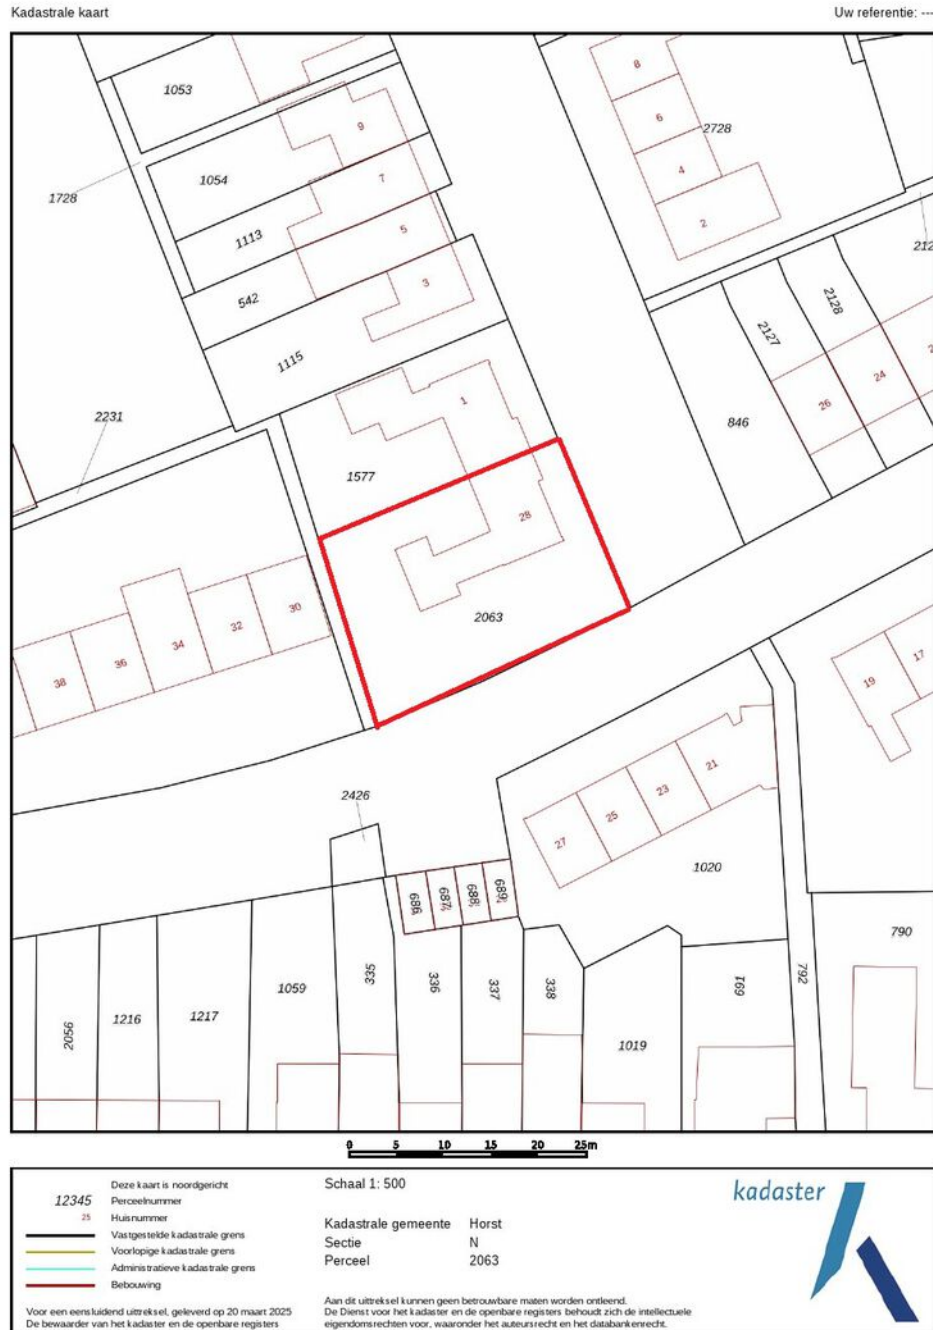 Kadastrale kaart
Uw referentie: ---
1053
9
8
6
2728
1054
7
4
1728
1113
5
2
212
542
3
2128
2127
1115
24
26
2231
1
846
1577
28
2063
30
32
34
36
38
17
19
21
23
25
27
2426
1020
686
687
688
689
790
335
336
337
338
691
792
1059
1217
1216
2056
1019
0 5 10 15 20 25m
Deze kaart is noordgericht
12345 Perceelnummer
25 Huisnummer
Vastgestelde kadastrale grens
Voorlopige kadastrale grens
Administratieve kadastrale grens
Bebouwing
Voor een eensluidend uittreksel, geleverd op 20 maart 2025
De bewaarder van het kadaster en de openbare registers
Schaal 1: 500
Kadastrale gemeente Horst
Sectie N
Perceel 2063
Aan dit uittreksel kunnen geen betrouwbare maten worden ontleend.
De Dienst voor het kadaster en de openbare registers behoudt zich de intellectuele
eigendomsrechten voor, waaronder het auteursrecht en het databankenrecht.
kadaster